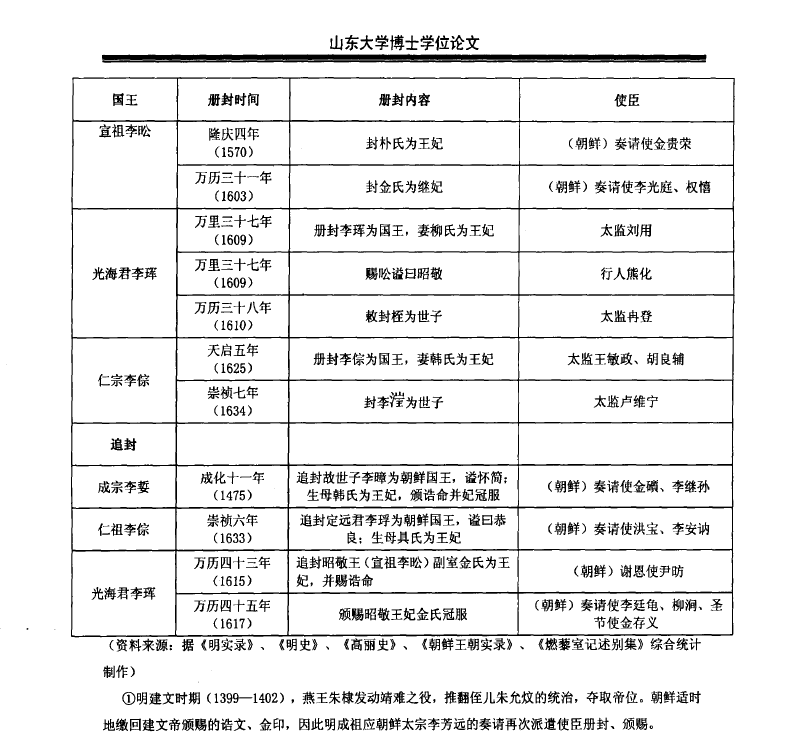 山东大学博士学位论文
国王 册封时间 册封内容 使臣
宣祖李昖 隆庆四年 封朴氏为王妃 （朝鲜）奏请使金贵荣
（1570）
万历三十一年 封金氏为继妃 （朝鲜）奏请使李光庭、权憘
（1603）
光海君李珲 万里三十七年 册封李珲为国王，妻柳氏为王妃 太监刘用
（1609）
万里三十七年 赐昖谥曰昭敬 行人熊化
（1609）
万历三十八年 敕封桎为世子 太监冉登
（1610）
仁宗李倧 天启五年 册封李倧为国王，妻韩氏为王妃 太监王敏政、胡良辅
（1625）
崇祯七年 封李 为世子 太监卢维宁
（1634）
追封
成宗李娎 成化十一年 追封故世子李暲为朝鲜国王，谥怀简； （朝鲜）奏请使金礩、李继孙
（1475） 生母韩氏为王妃，颁诰命并妃冠服
仁祖李倧 崇祯六年 追封定远君李琈为朝鲜国王，谥曰恭 （朝鲜）奏请使洪宝、李安讷
（1633） 良；生母具氏为王妃
光海君李珲 万历四十三年 追封昭敬王（宣祖李昖）副室金氏为王 （朝鲜）谢恩使尹昉
（1615） 妃，并赐诰命
万历四十五年 颁赐昭敬王妃金氏冠服 （朝鲜）奏请使李廷龟、柳涧、圣
（1617） 节使金存义
（资料来源：据《明实录》、《明史》、《高丽史》、《朝鲜王朝实录》、《燃藜室记述别集》综合统计
制作）
①明建文时期（1399—1402），燕王朱棣发动靖难之役，推翻侄儿朱允炆的统治，夺取帝位。朝鲜适时
地缴回建文帝颁赐的诰文、金印，因此明成祖应朝鲜太宗李芳远的奏请再次派遣使臣册封、颁赐。